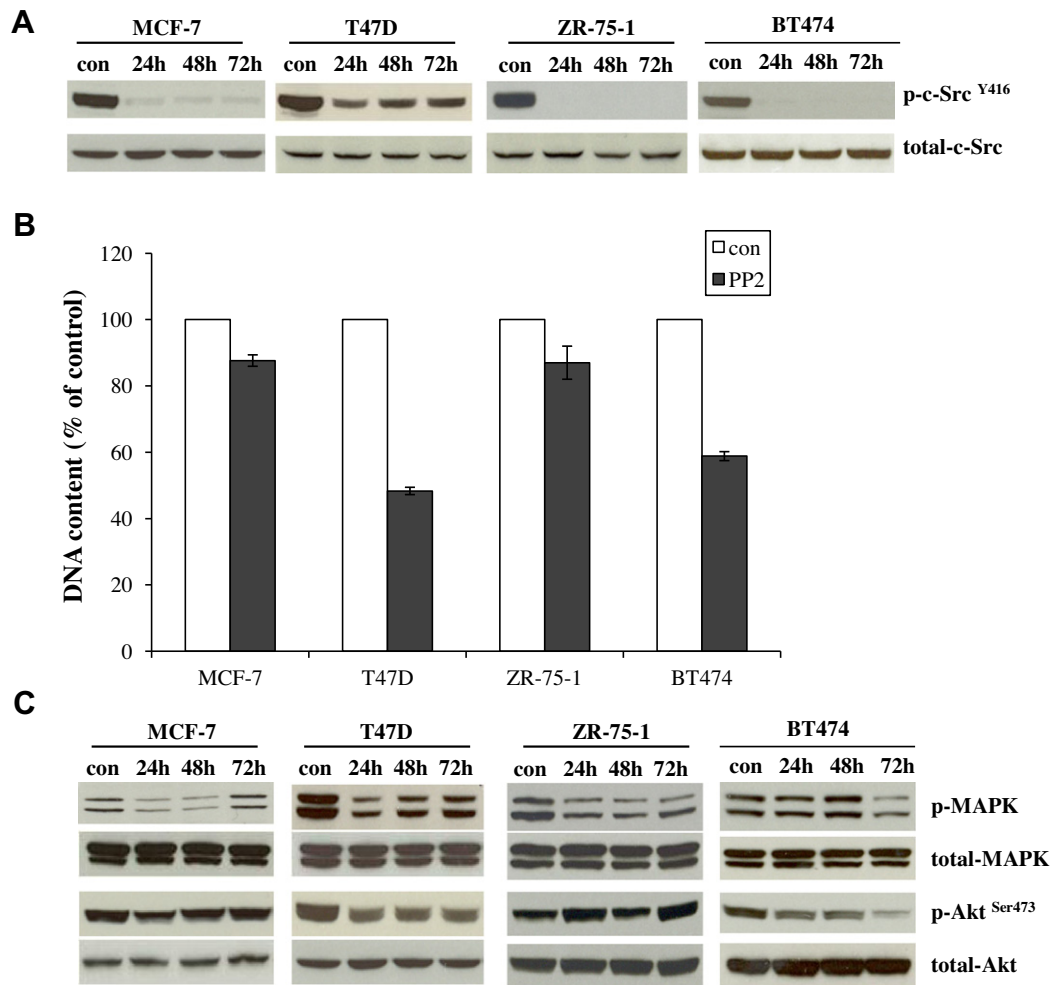 A
MCF-7 T47D ZR-75-1 BT474
con 24h 48h 72h con 24h 48h 72h con 24h 48h 72h con 24h 48h 72h
p-c-Src Y416
total-c-Src
B
120
100
80
60
40
20
0
DNA content (% of control)
con
PP2
MCF-7 T47D ZR-75-1 BT474
C
MCF-7 T47D ZR-75-1 BT474
con 24h 48h 72h con 24h 48h 72h con 24h 48h 72h con 24h 48h 72h
p-MAPK
total-MAPK
p-Akt Ser473
total-Akt